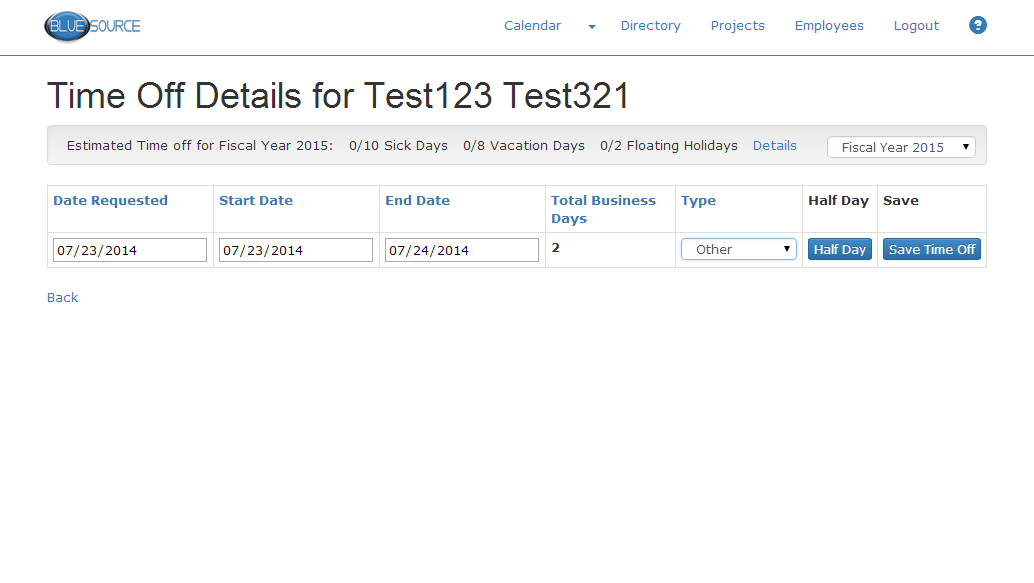 BLUESOURCE Calendar Directory Projects Employees Logout ?
Time Off Details for Test123 Test321
Estimated Time off for Fiscal Year 2015: 0/10 Sick Days 0/8 Vacation Days 0/2 Floating Holidays Details Fiscal Year 2015
Date Requested Start Date End Date Total Business Days Type Half Day Save
07/23/2014 07/23/2014 07/24/2014 2 Other Half Day Save Time Off
Back